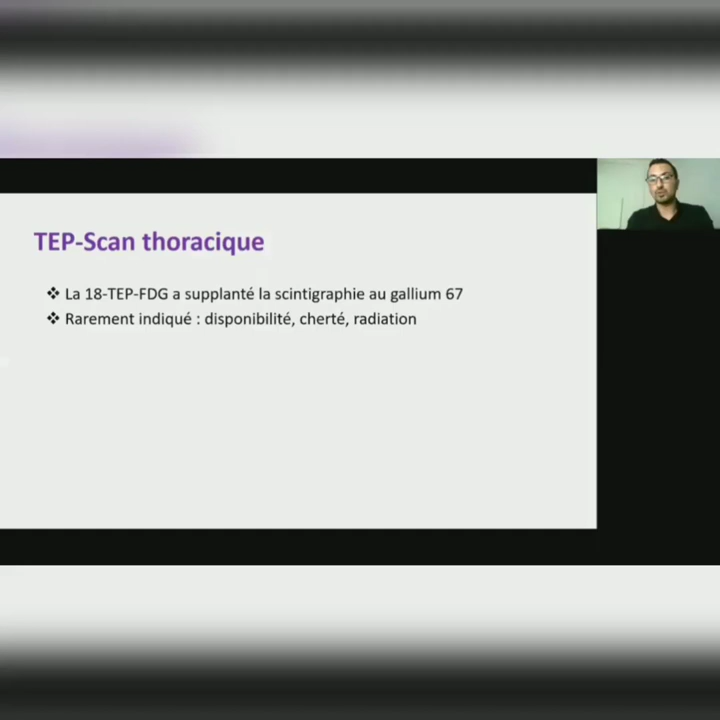 TEP-Scan thoracique
❖ La 18-TEP-FDG a supplanté la scintigraphie au gallium 67
❖ Rarement indiqué : disponibilité, cherté, radiation